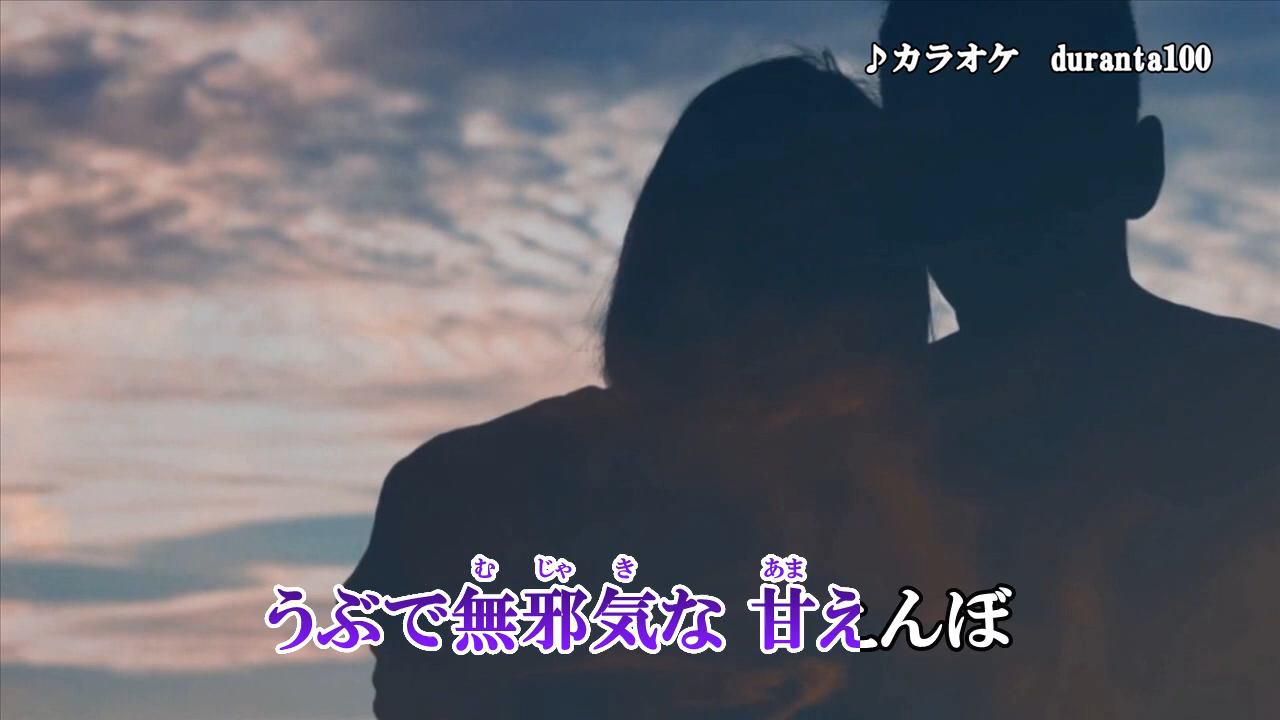 ♪カラオケ　duranta100
む じゃ き あま
うぶで無邪気な 甘えんぼ